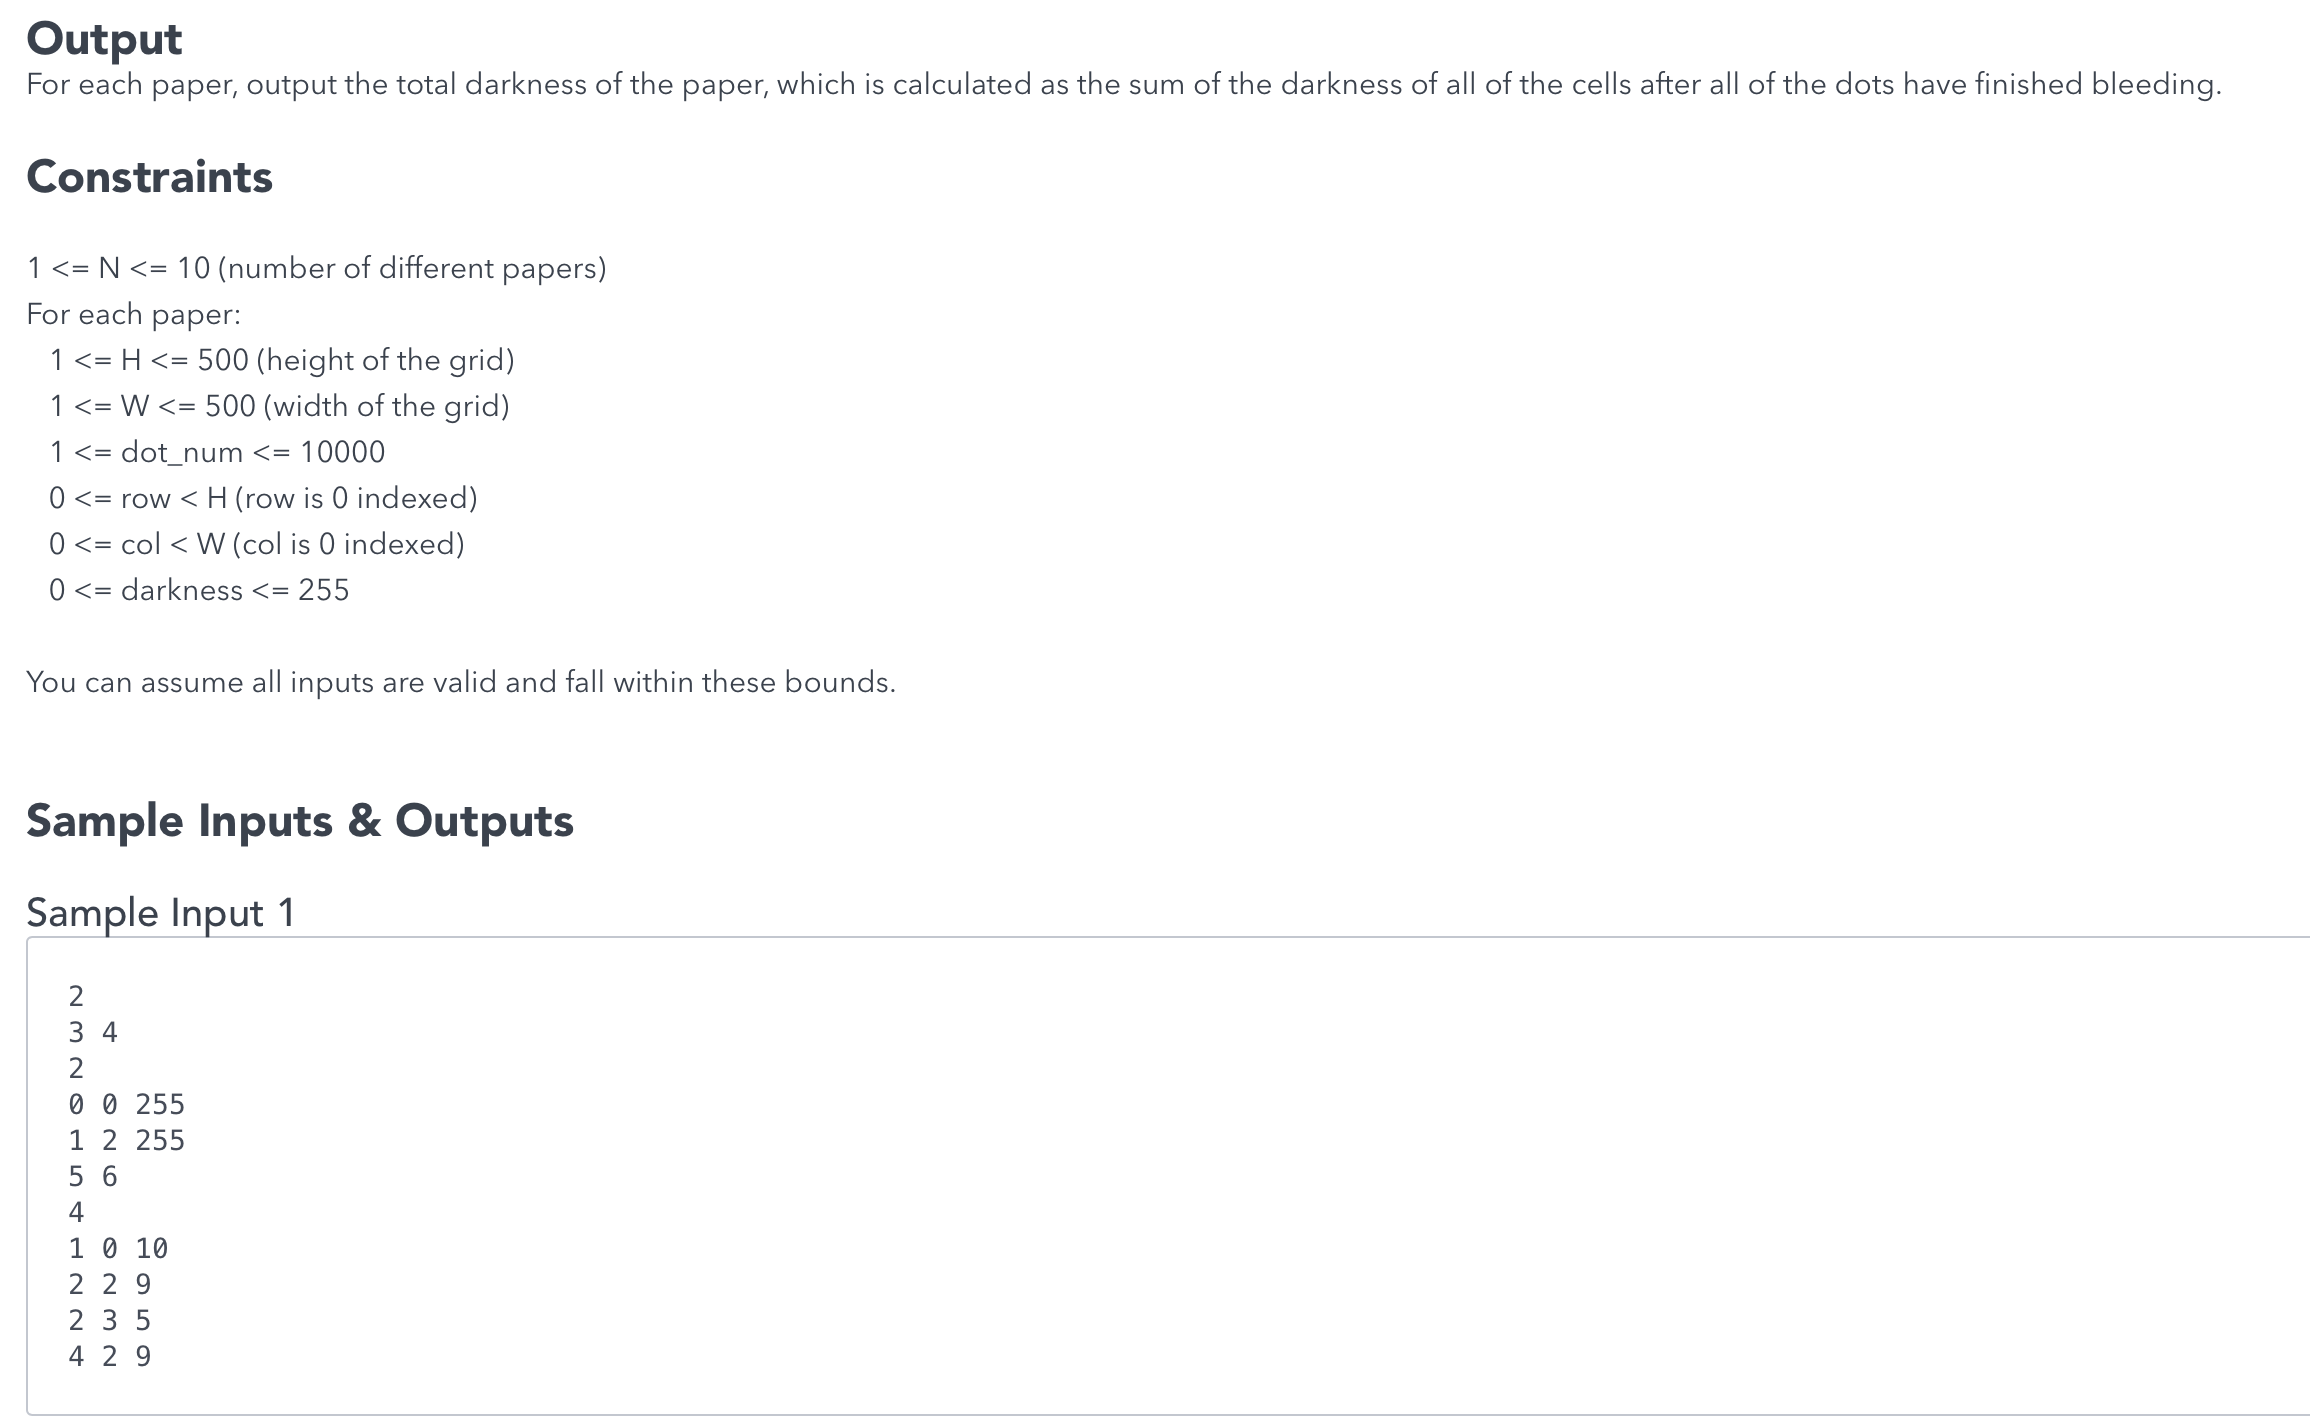 Output
For each paper, output the total darkness of the paper, which is calculated as the sum of the darkness of all of the cells after all of the dots have finished bleeding.
Constraints
1 <= N <= 10 (number of different papers)
For each paper:
1 <= H <= 500 (height of the grid)
1 <= W <= 500 (width of the grid)
1 <= dot_num <= 10000
0 <= row < H (row is 0 indexed)
0 <= col < W (col is 0 indexed)
0 <= darkness <= 255
You can assume all inputs are valid and fall within these bounds.
Sample Inputs & Outputs
Sample Input 1
2
3 4
2
0 0 255
1 2 255
5 6
4
1 0 10
2 2 9
2 3 5
4 2 9